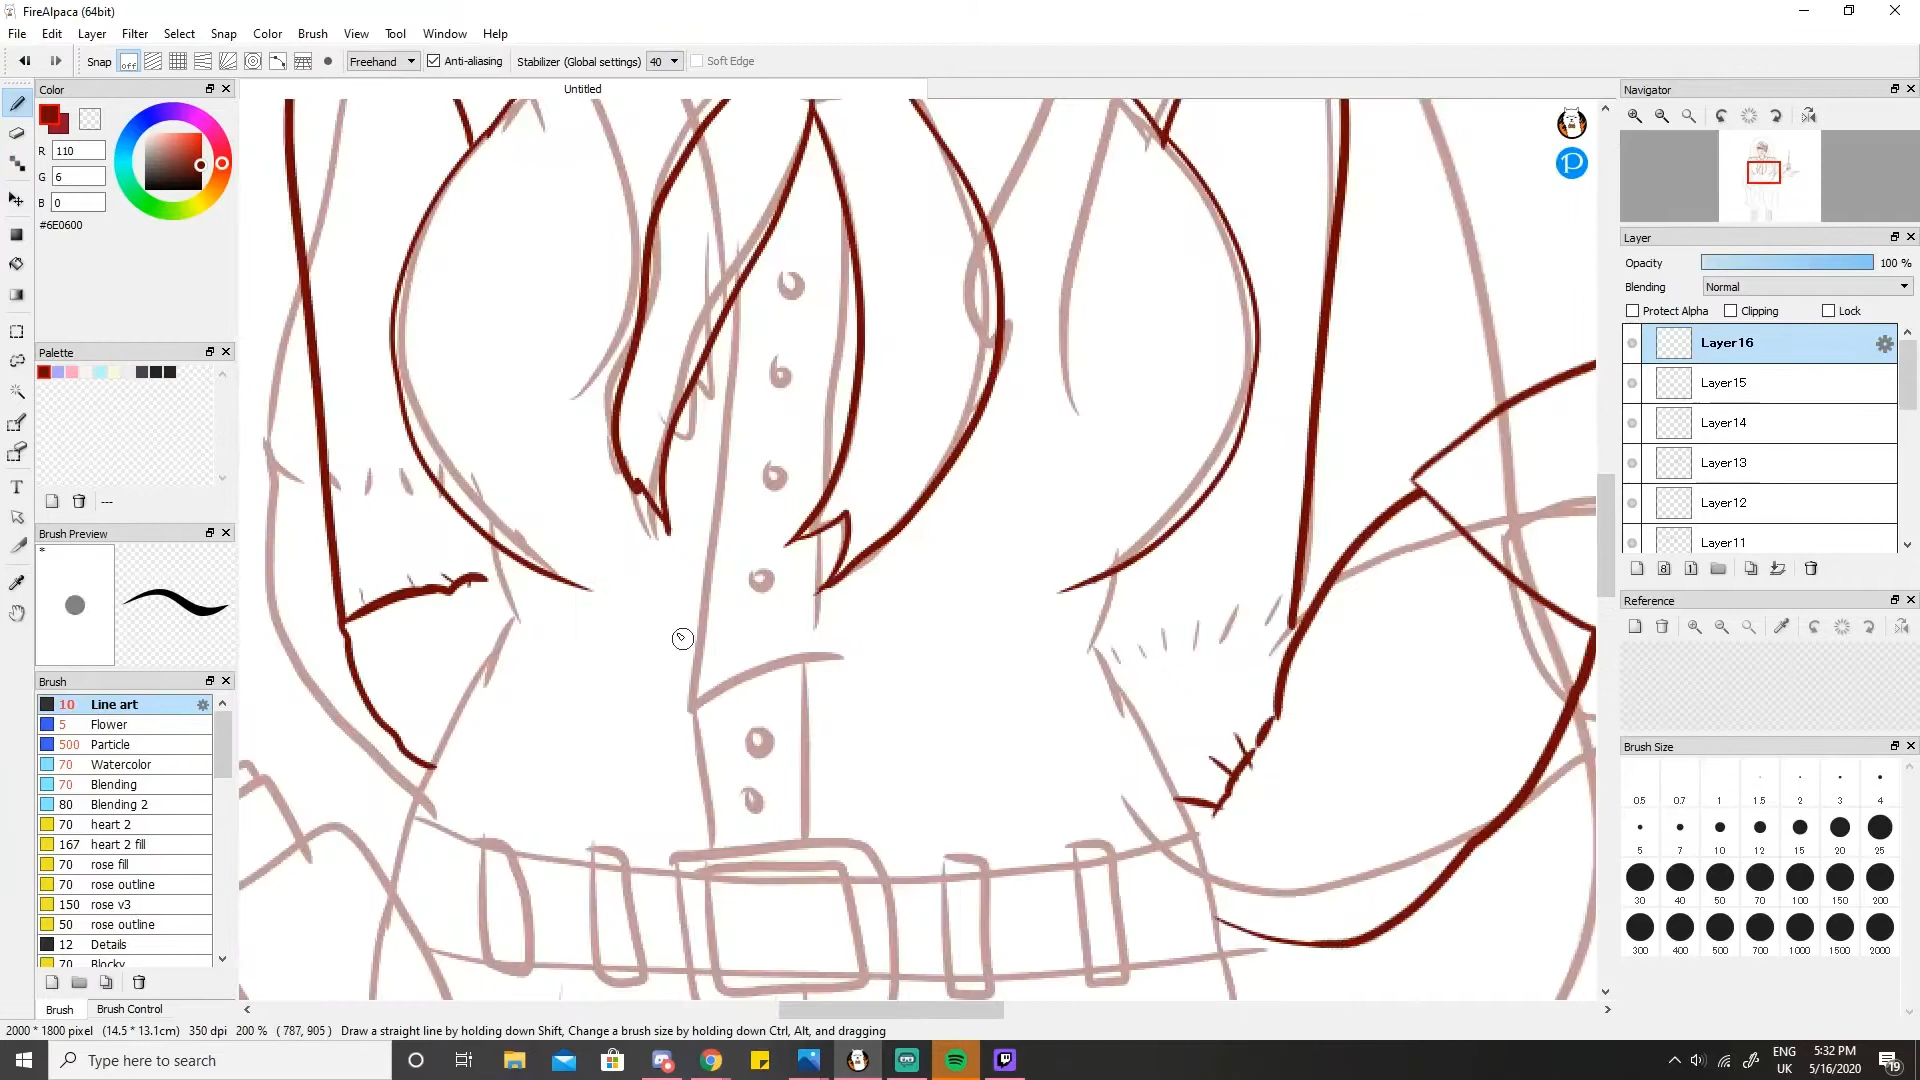 FireAlpaca (64bit)
File Edit Layer Filter Select Snap Color Brush View Tool Window Help
Snap off Freehand Anti-aliasing Stabilizer (Global settings) 40 Soft Edge
Untitled
Color
R 110
G 6
B 0
#6E0600
Palette
---
Brush Preview
*
Brush
10 Line art
5 Flower
500 Particle
70 Watercolor
70 Blending
80 Blending 2
70 heart 2
167 heart 2 fill
70 rose fill
70 rose outline
150 rose v3
50 rose outline
12 Details
70 Blocky
Brush Brush Control
Navigator
Layer
Opacity 100 %
Blending Normal
Protect Alpha Clipping Lock
Layer16
Layer15
Layer14
Layer13
Layer12
Layer11
Reference
Brush Size
0.5 0.7 1 1.5 2 3 4
5 7 10 12 15 20 25
30 40 50 70 100 150 200
300 400 500 700 1000 1500 2000
2000 * 1800 pixel (14.5 * 13.1cm) 350 dpi 200 % ( 787, 905 ) Draw a straight line by holding down Shift, Change a brush size by holding down Ctrl, Alt, and dragging
Type here to search
ENG
UK
5:32 PM
5/16/2020
19